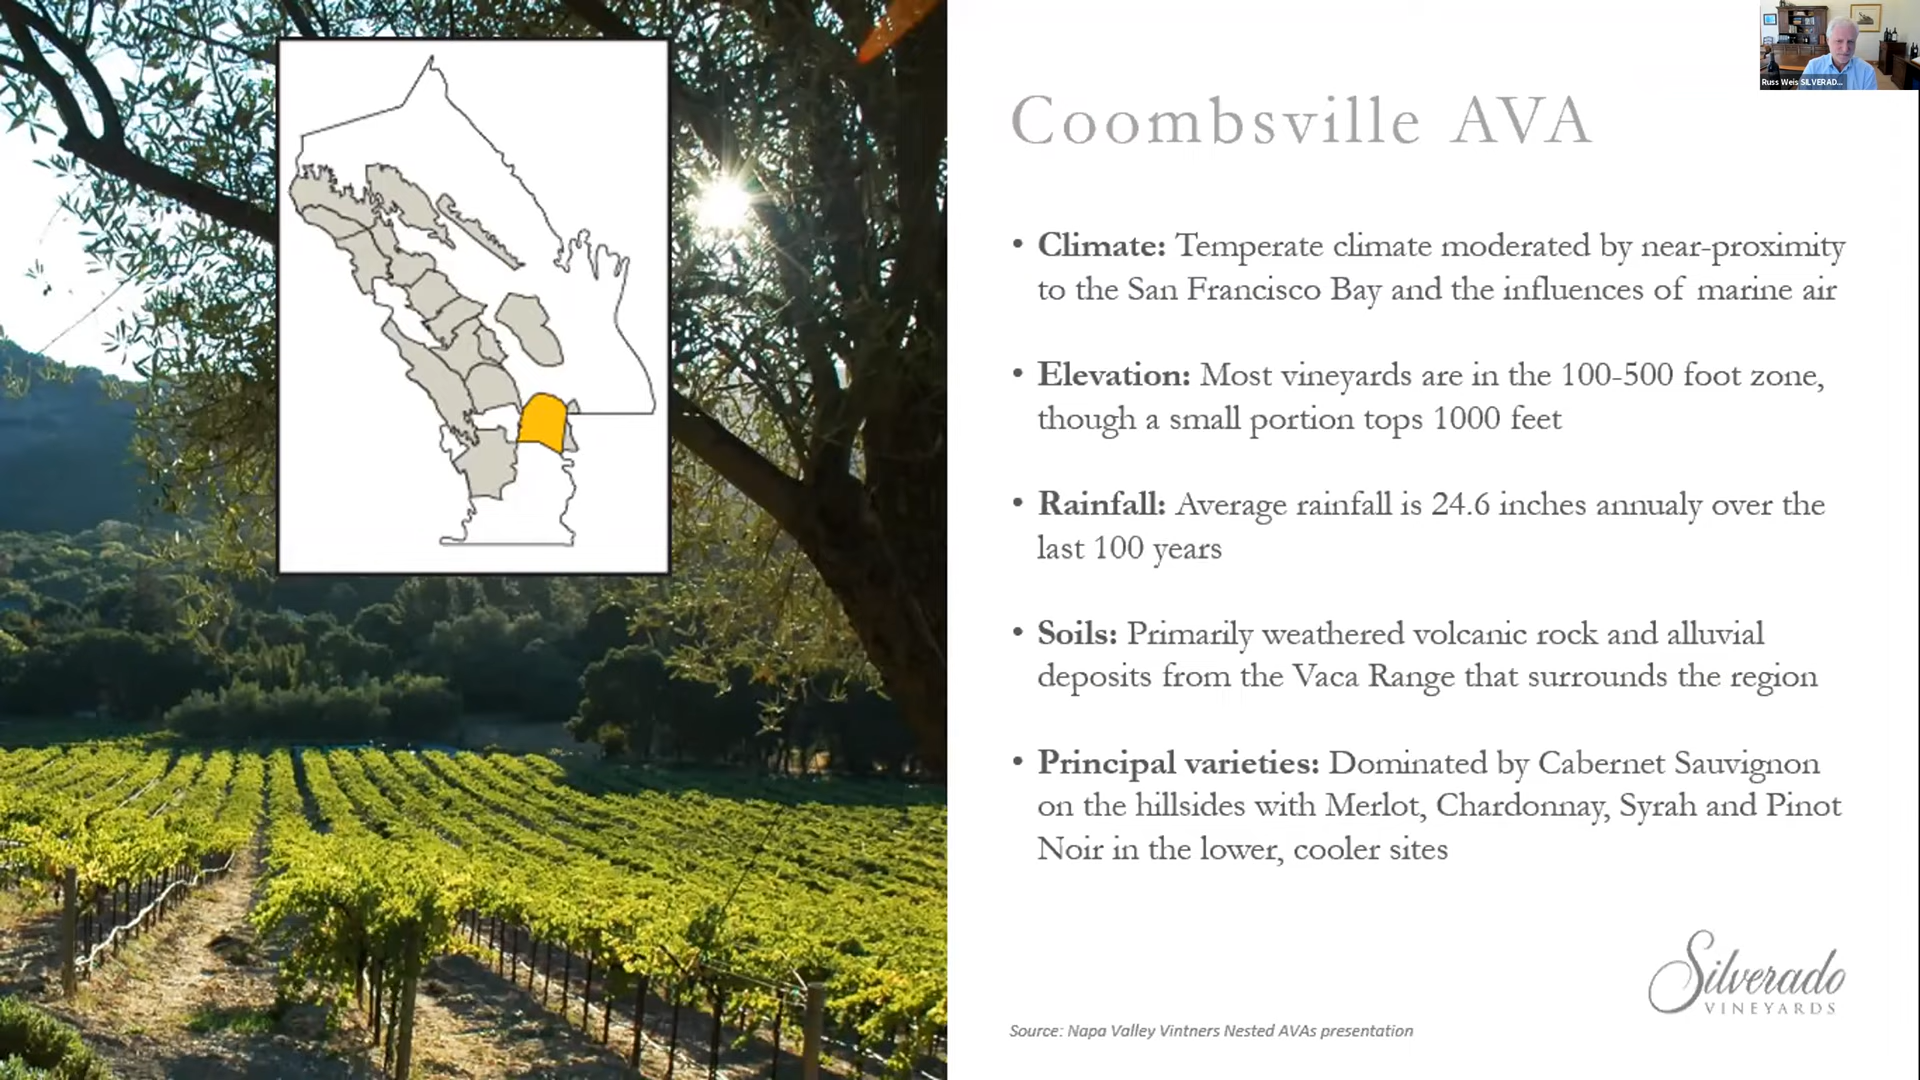 Russ Weis SILVERAD...
Coombsville AVA
• Climate: Temperate climate moderated by near-proximity
to the San Francisco Bay and the influences of marine air
• Elevation: Most vineyards are in the 100-500 foot zone,
though a small portion tops 1000 feet
• Rainfall: Average rainfall is 24.6 inches annualy over the
last 100 years
• Soils: Primarily weathered volcanic rock and alluvial
deposits from the Vaca Range that surrounds the region
• Principal varieties: Dominated by Cabernet Sauvignon
on the hillsides with Merlot, Chardonnay, Syrah and Pinot
Noir in the lower, cooler sites
Silverado
VINEYARDS
Source: Napa Valley Vintners Nested AVAs presentation